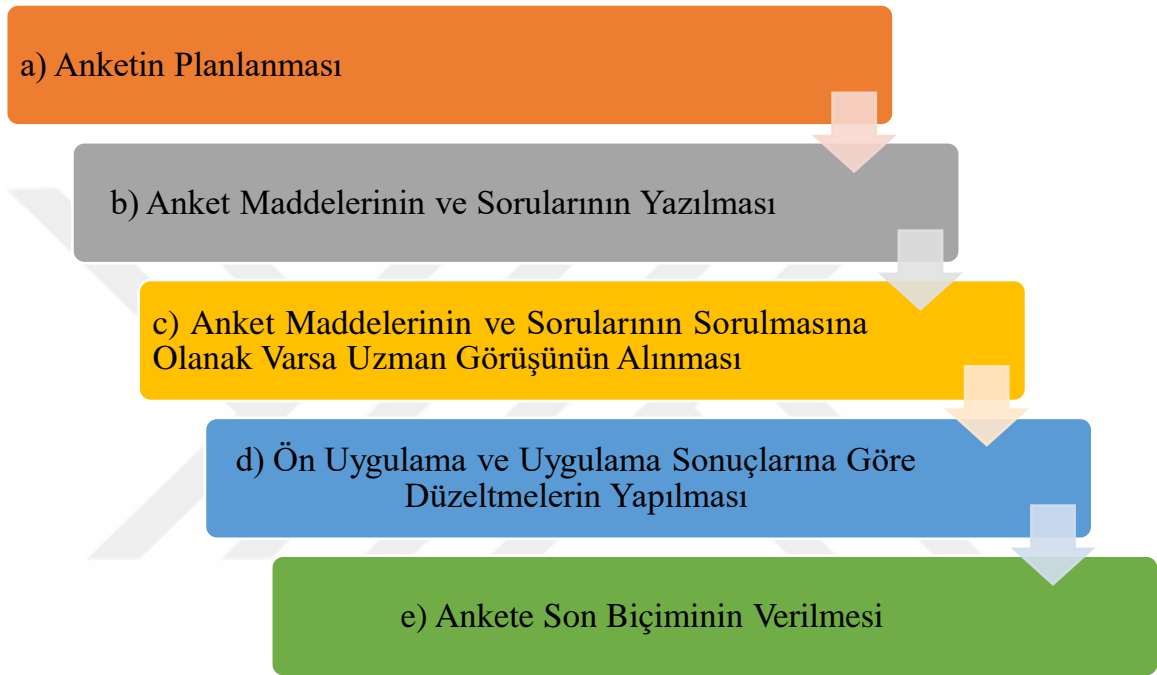 a) Anketin Planlanması
b) Anket Maddelerinin ve Sorularının Yazılması
c) Anket Maddelerinin ve Sorularının Sorulmasına
Olanak Varsa Uzman Görüşünün Alınması
d) Ön Uygulama ve Uygulama Sonuçlarına Göre
Düzeltmelerin Yapılması
e) Ankete Son Biçiminin Verilmesi